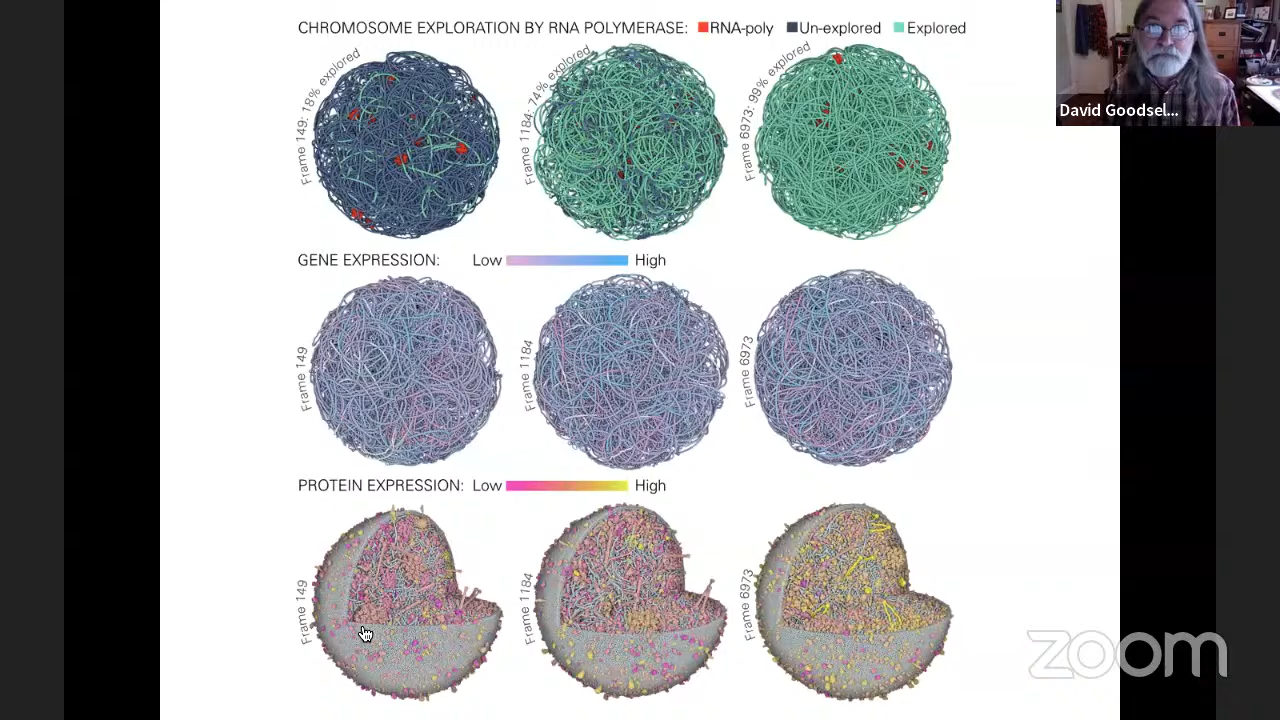 CHROMOSOME EXPLORATION BY RNA POLYMERASE: RNA-poly Un-explored Explored
Frame 149: 18% explored
Frame 1184: 74% explored
Frame 6973: 99% explored
David Goodsel...
GENE EXPRESSION: Low High
Frame 149
Frame 1184
Frame 6973
PROTEIN EXPRESSION: Low High
Frame 149
Frame 1184
Frame 6973
zoom